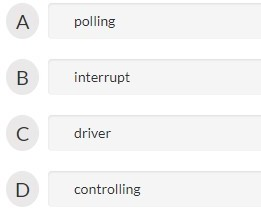 A polling
B interrupt
C driver
D controlling